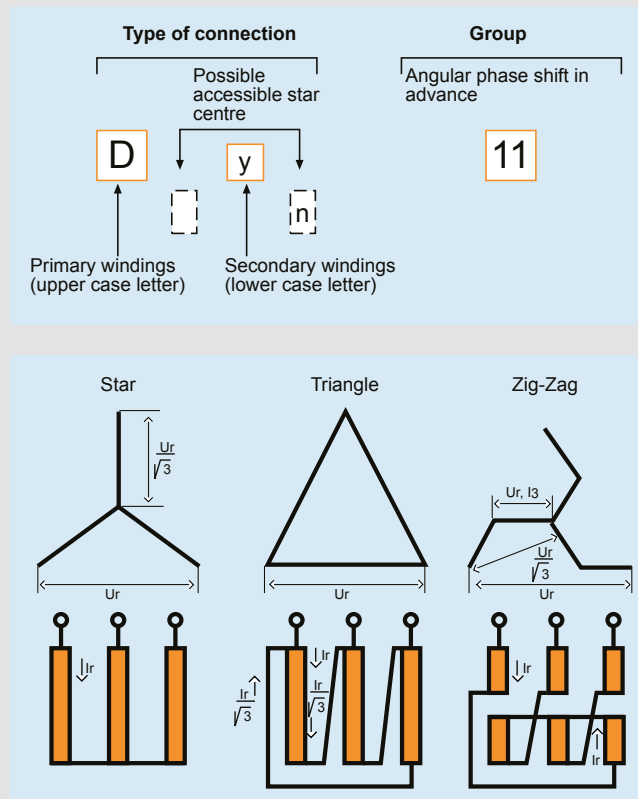 Type of connection
Group
Possible
accessible star
centre
Angular phase shift in
advance
D
y
11
n
Primary windings
(upper case letter)
Secondary windings
(lower case letter)
Star
Triangle
Zig-Zag
Ur
√3
Ur, I3
Ur
√3
Ur
Ur
Ur
Ir
Ir
√3
Ir
Ir
√3
Ir
Ir